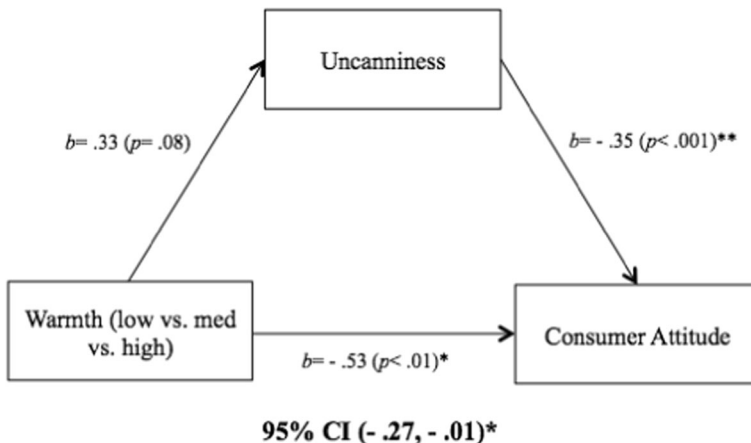 Uncanniness
b= .33 (p= .08)
b= - .35 (p< .001)**
Warmth (low vs. med
vs. high)
b= - .53 (p< .01)*
Consumer Attitude
95% CI (- .27, - .01)*